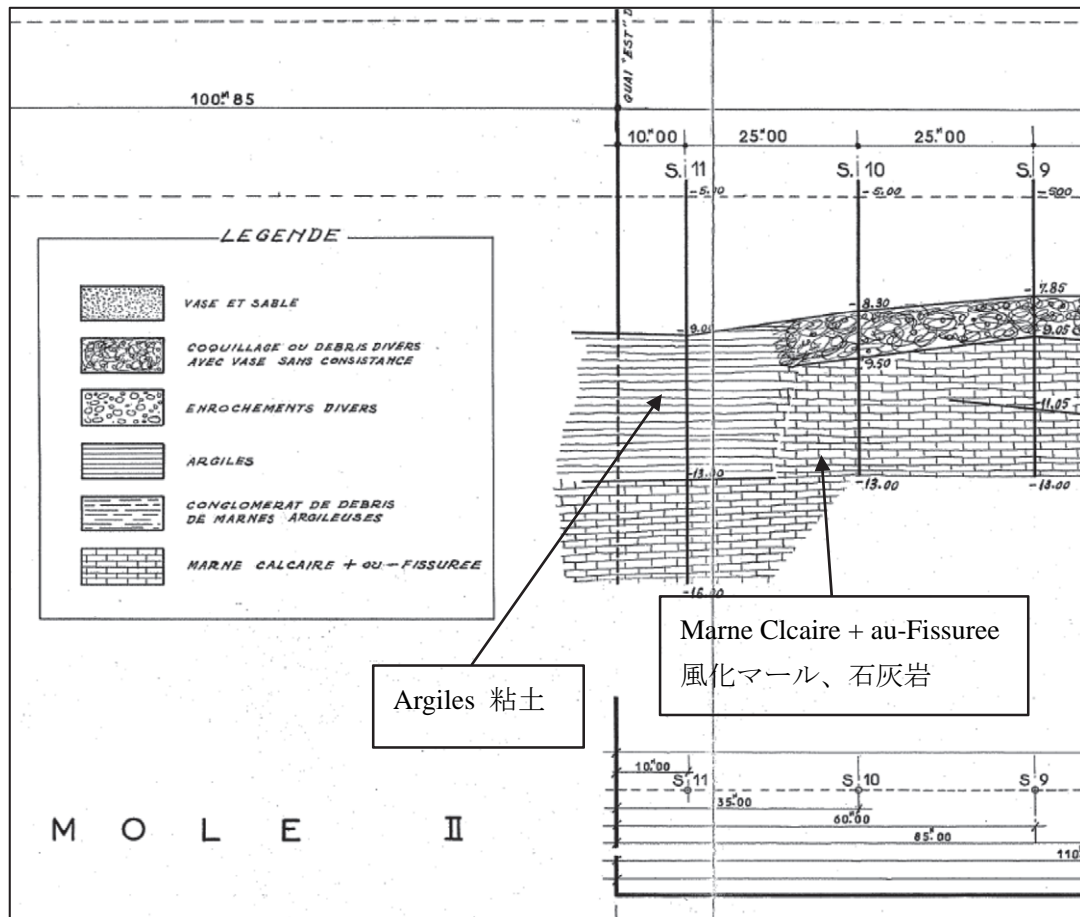 QUAI "EST" D
100.ᴹ85
10.ᴹ00 25.ᴹ00 25.ᴹ00
S. 11 S. 10 S. 9
-5.00 -5.00 -5.00
LEGENDE
VASE ET SABLE
COQUILLAGE OU DEBRIS DIVERS
AVEC VASE SANS CONSISTANCE
ENROCHEMENTS DIVERS
ARGILES
CONGLOMERAT DE DEBRIS
DE MARNES ARGILEUSES
MARNE CALCAIRE + OU - FISSUREE
-7.85
-8.30
-9.00 -9.05
-9.50
-11.05
-13.00 -13.00 -13.00
-16.00
Argiles 粘土
Marne Clcaire + au-Fissuree
風化マール、石灰岩
10.ᴹ00
S 11 S 10 S 9
35.ᴹ00
60.ᴹ00
85.ᴹ00
110.
MOLE II